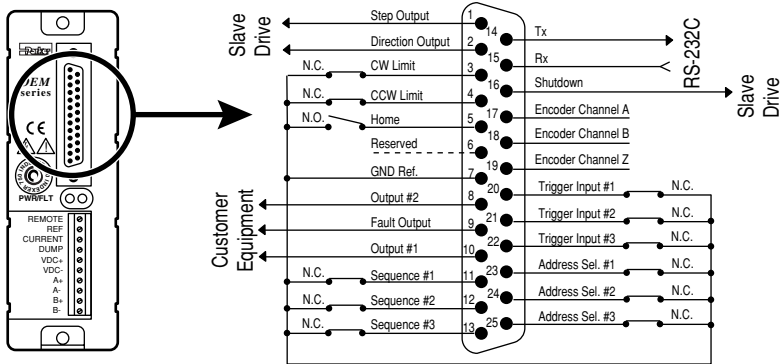 Parker
OEM
series
CE
PWR/FLT
REMOTE
REF
CURRENT
DUMP
VDC+
VDC-
A+
A-
B+
B-
Slave
Drive
Step Output
1
Direction Output
2
N.C.
CW Limit
3
N.C.
CCW Limit
4
N.O.
Home
5
Reserved
6
GND Ref.
7
Customer
Equipment
Output #2
8
Fault Output
9
Output #1
10
N.C.
Sequence #1
11
N.C.
Sequence #2
12
N.C.
Sequence #3
13
14
Tx
15
Rx
RS-232C
16
Shutdown
Slave
Drive
17
Encoder Channel A
18
Encoder Channel B
19
Encoder Channel Z
20
Trigger Input #1
N.C.
21
Trigger Input #2
N.C.
22
Trigger Input #3
N.C.
23
Address Sel. #1
N.C.
24
Address Sel. #2
N.C.
25
Address Sel. #3
N.C.